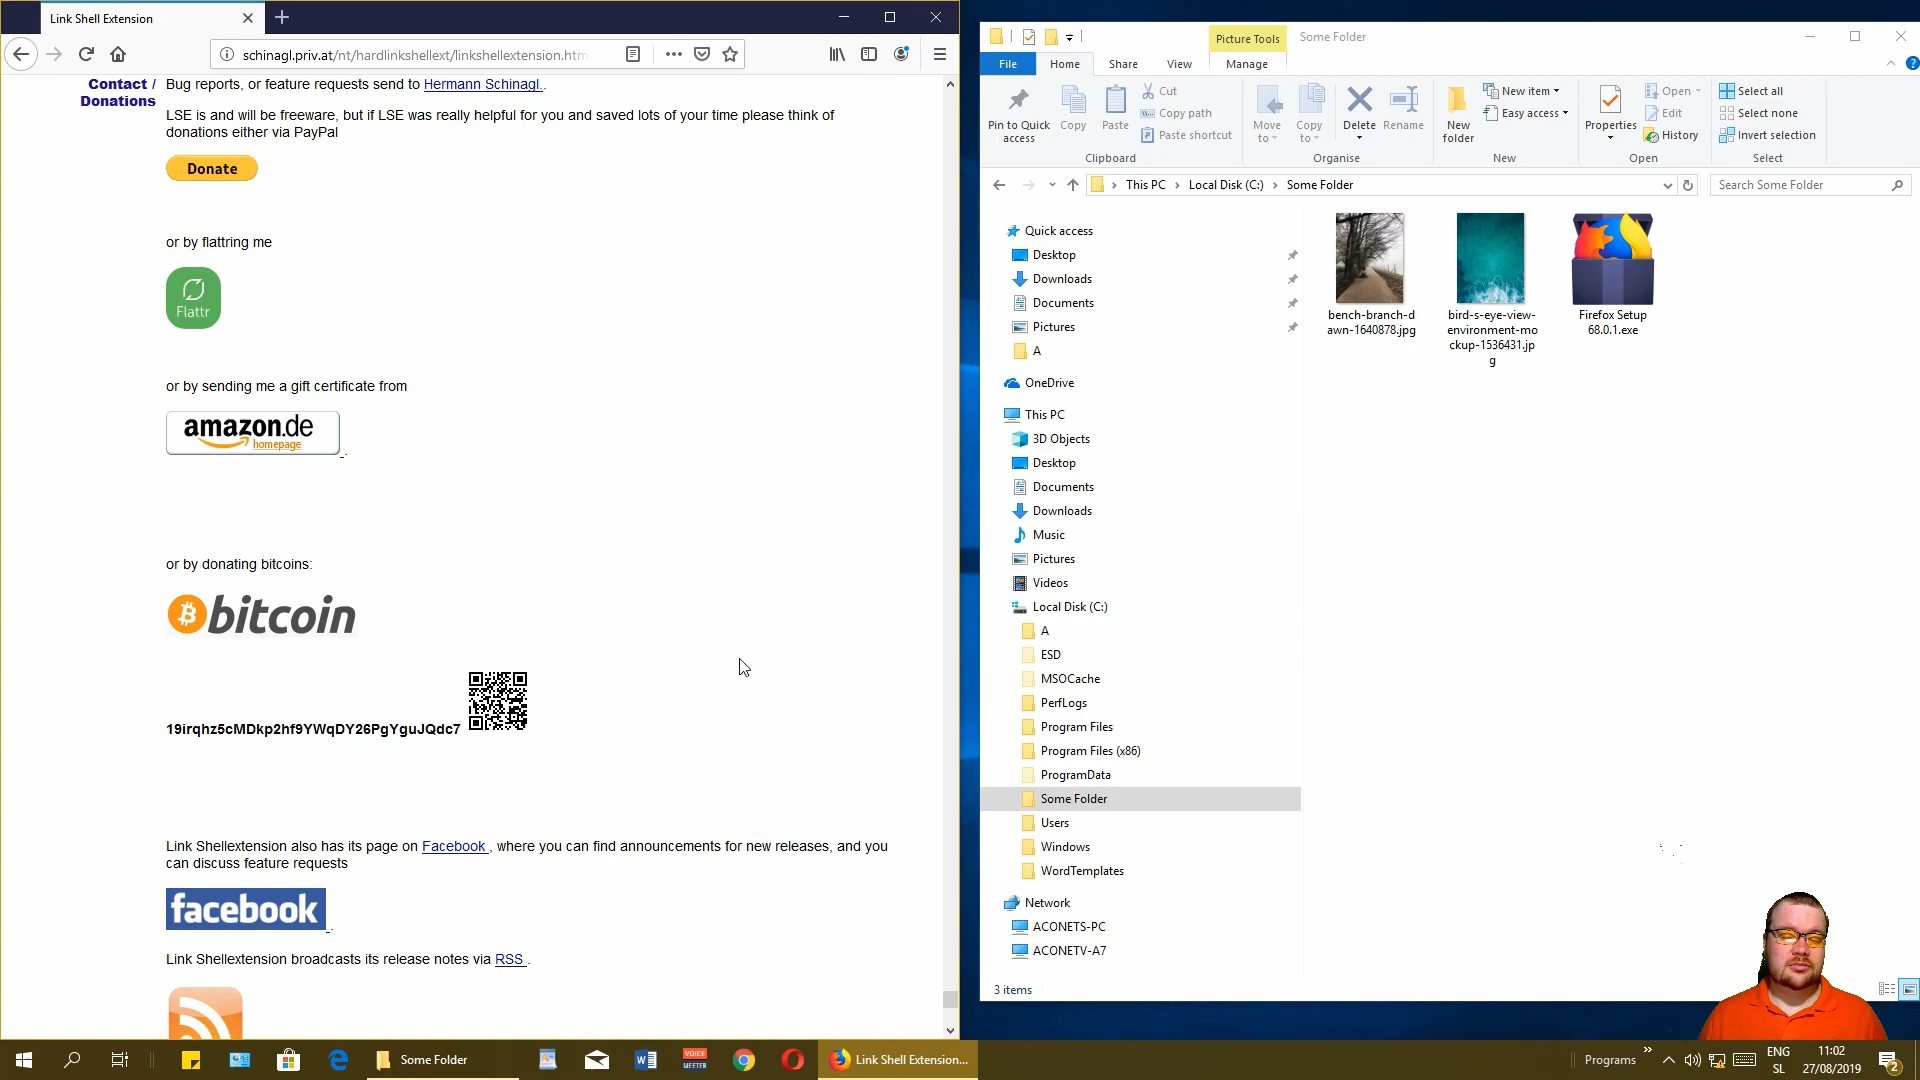 Link Shell Extension
schinagl.priv.at/nt/hardlinkshellext/linkshellextension.htm
Contact /
Donations
Bug reports, or feature requests send to Hermann Schinagl..
LSE is and will be freeware, but if LSE was really helpful for you and saved lots of your time please think of
donations either via PayPal
Donate
or by flattring me
Flattr
or by sending me a gift certificate from
amazon.de
homepage
or by donating bitcoins:
bitcoin
19irqhz5cMDkp2hf9YWqDY26PgYguJQdc7
Link Shellextension also has its page on Facebook , where you can find announcements for new releases, and you
can discuss feature requests
facebook
Link Shellextension broadcasts its release notes via RSS .
Picture Tools
Some Folder
File
Home
Share
View
Manage
Pin to Quick
access
Copy
Paste
Cut
Copy path
Paste shortcut
Clipboard
Move
to
Copy
to
Delete
Rename
Organise
New
folder
New item
Easy access
New
Properties
Open
Edit
History
Open
Select all
Select none
Invert selection
Select
This PC
Local Disk (C:)
Some Folder
Search Some Folder
Quick access
Desktop
Downloads
Documents
Pictures
A
OneDrive
This PC
3D Objects
Desktop
Documents
Downloads
Music
Pictures
Videos
Local Disk (C:)
A
ESD
MSOCache
PerfLogs
Program Files
Program Files (x86)
ProgramData
Some Folder
Users
Windows
WordTemplates
Network
ACONETS-PC
ACONETV-A7
bench-branch-d
awn-1640878.jpg
bird-s-eye-view-
environment-mo
ckup-1536431.jp
g
Firefox Setup
68.0.1.exe
3 items
Some Folder
VOICE
MEETER
Link Shell Extension...
Programs
ENG
SL
11:02
27/08/2019
2